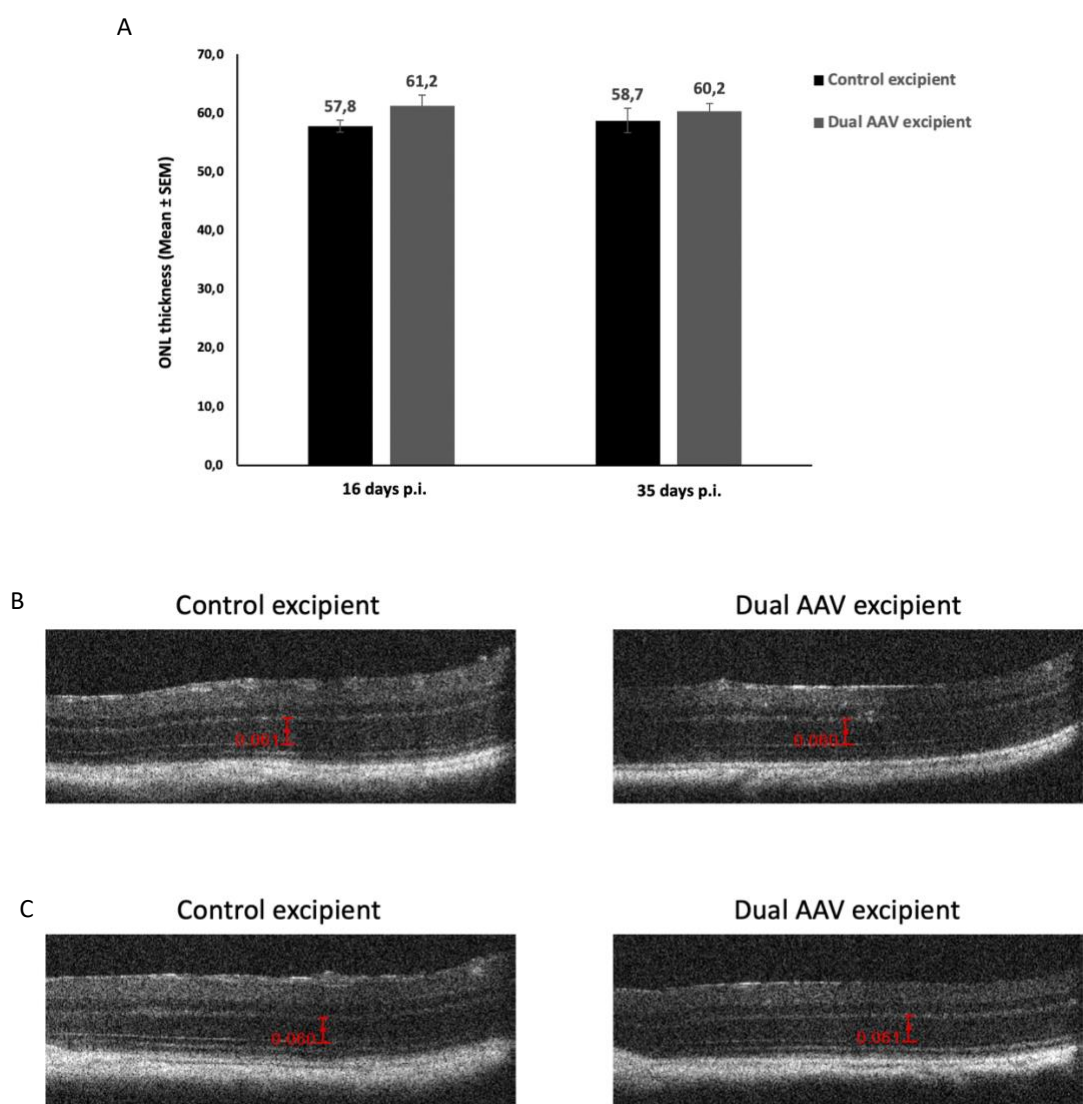 A
70,0
60,0
50,0
40,0
30,0
20,0
10,0
0,0
ONL thickness (Mean ± SEM)
57,8
61,2
58,7
60,2
16 days p.i.
35 days p.i.
Control excipient
Dual AAV excipient
B
Control excipient
Dual AAV excipient
0.061
0.060
C
Control excipient
Dual AAV excipient
0.060
0.061